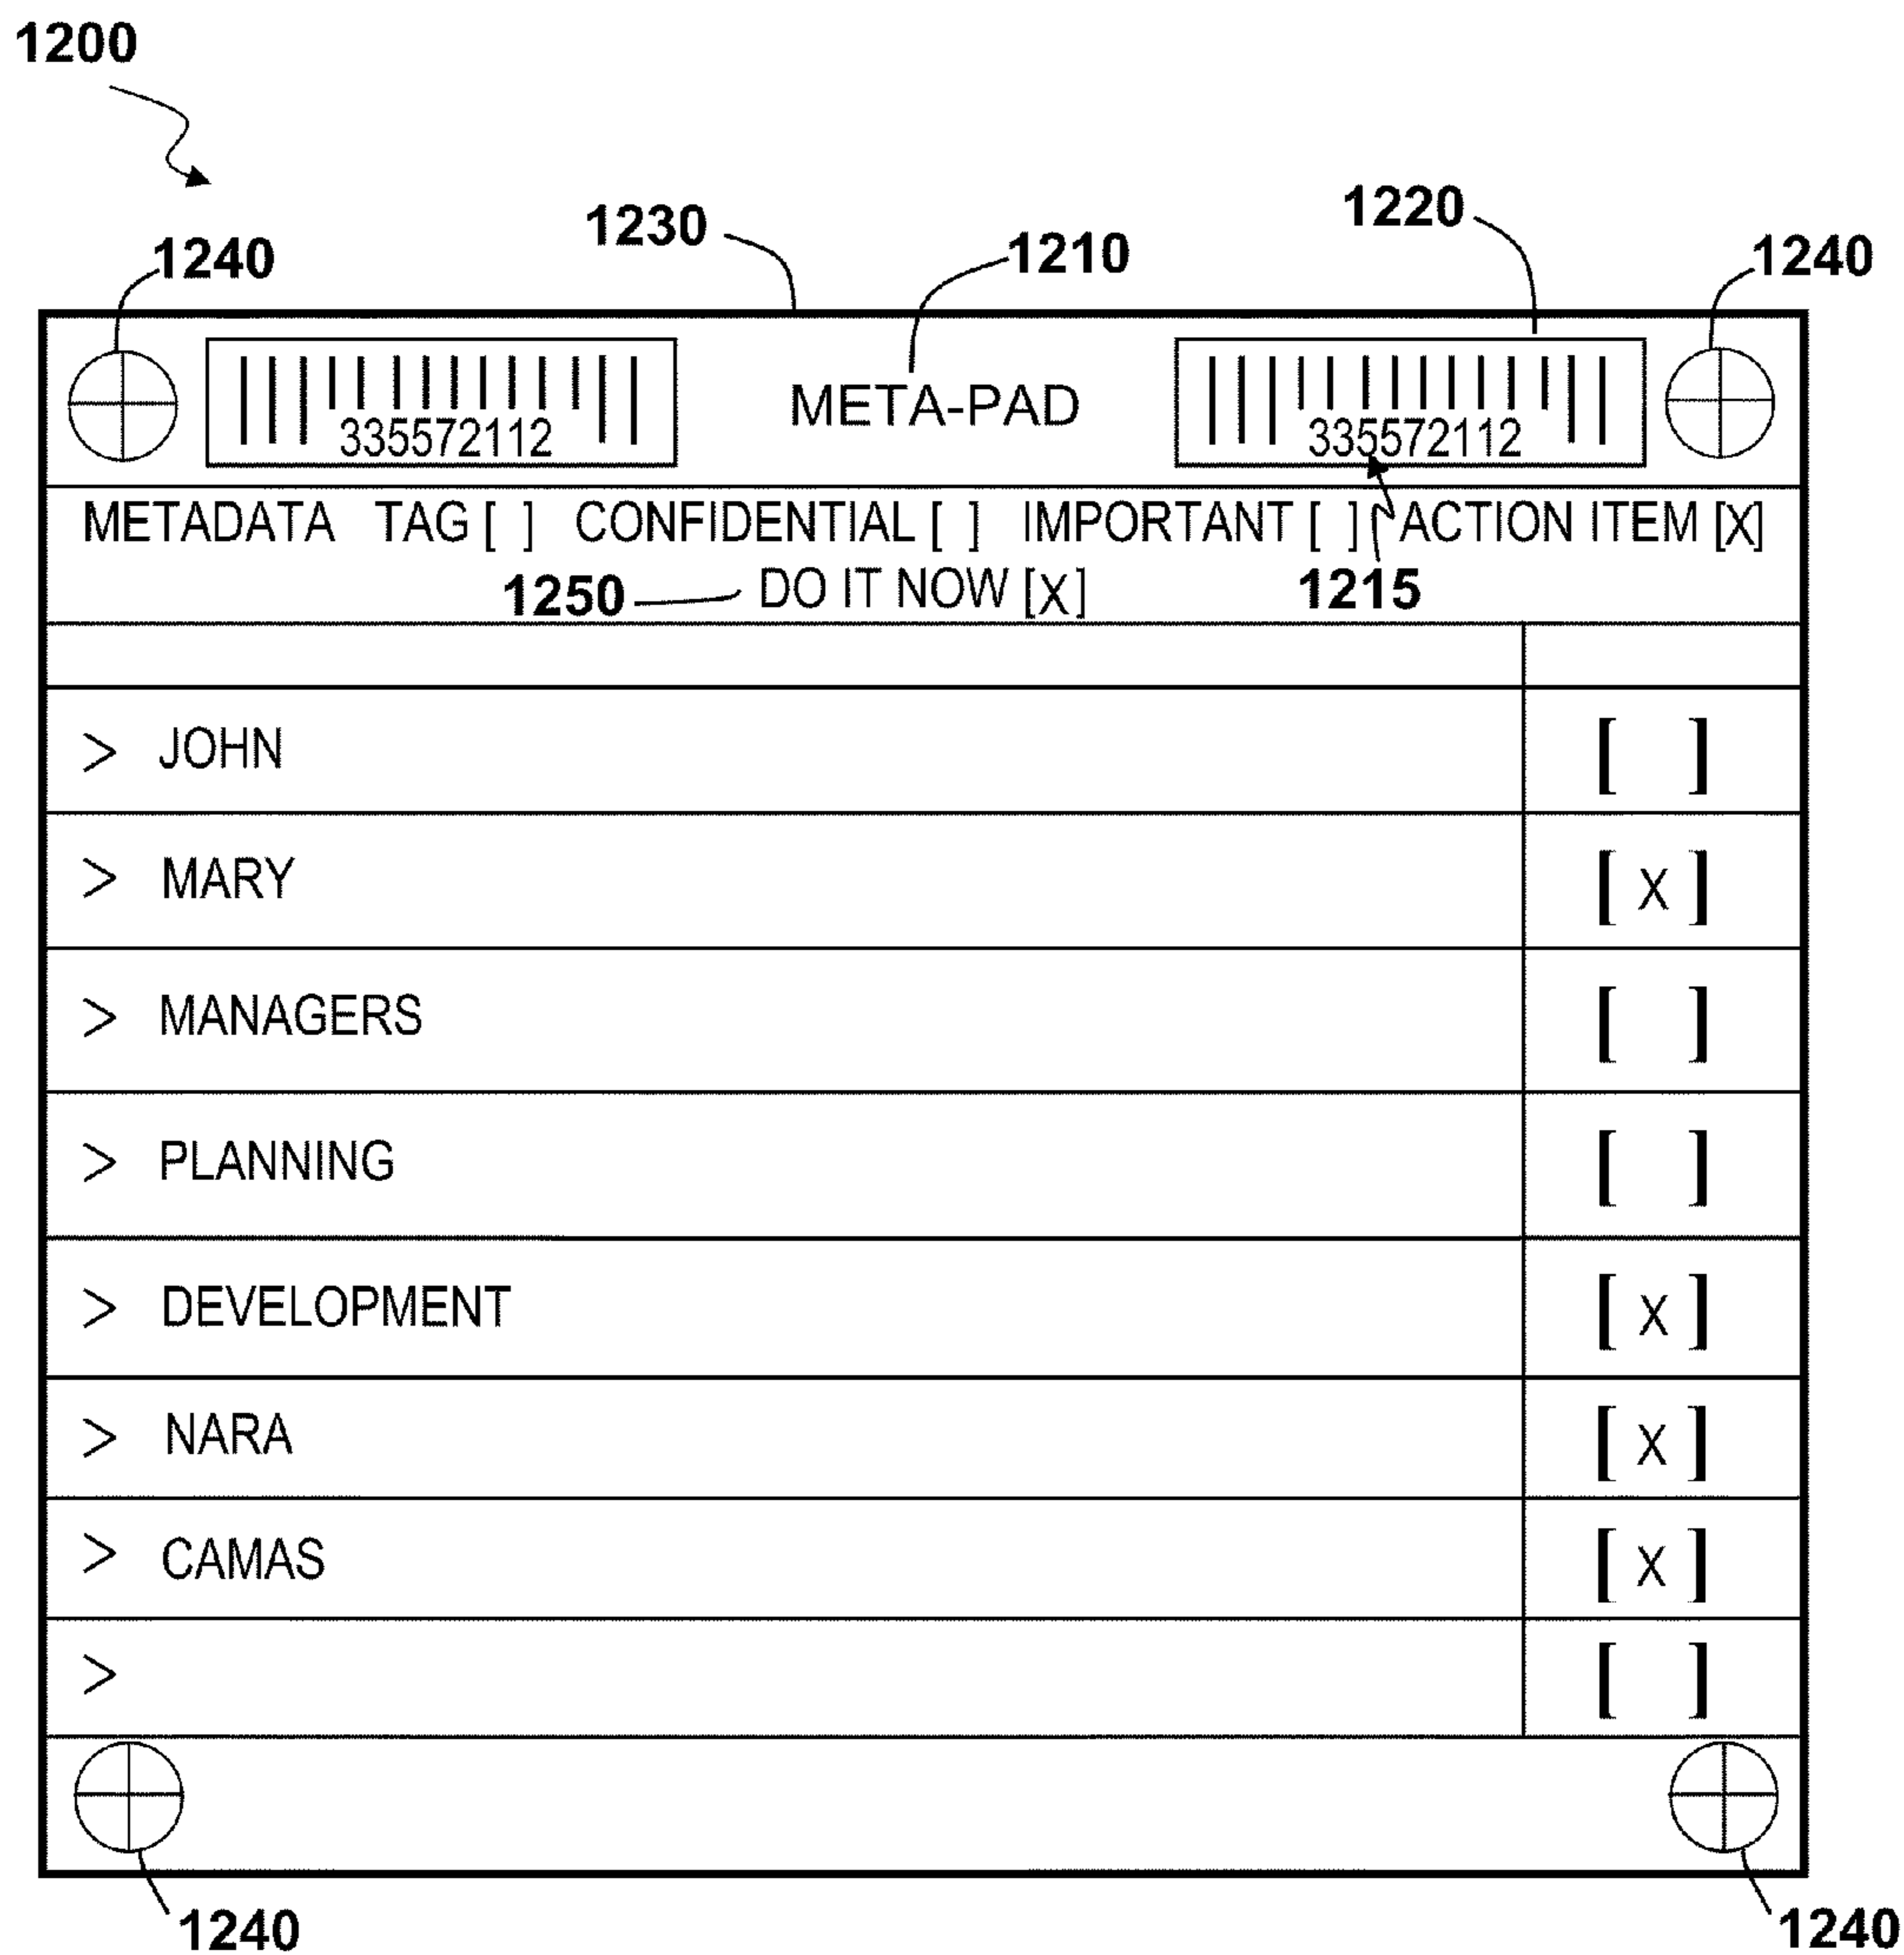 1200
1230
1220
1240
1210
1240
335572112
META-PAD
335572112
METADATA TAG [ ] CONFIDENTIAL [ ] IMPORTANT [ ] ACTION ITEM [X]
1250 DO IT NOW [X] 1215
> JOHN [ ]
> MARY [X]
> MANAGERS [ ]
> PLANNING [ ]
> DEVELOPMENT [X]
> NARA [X]
> CAMAS [X]
> [ ]
1240
1240